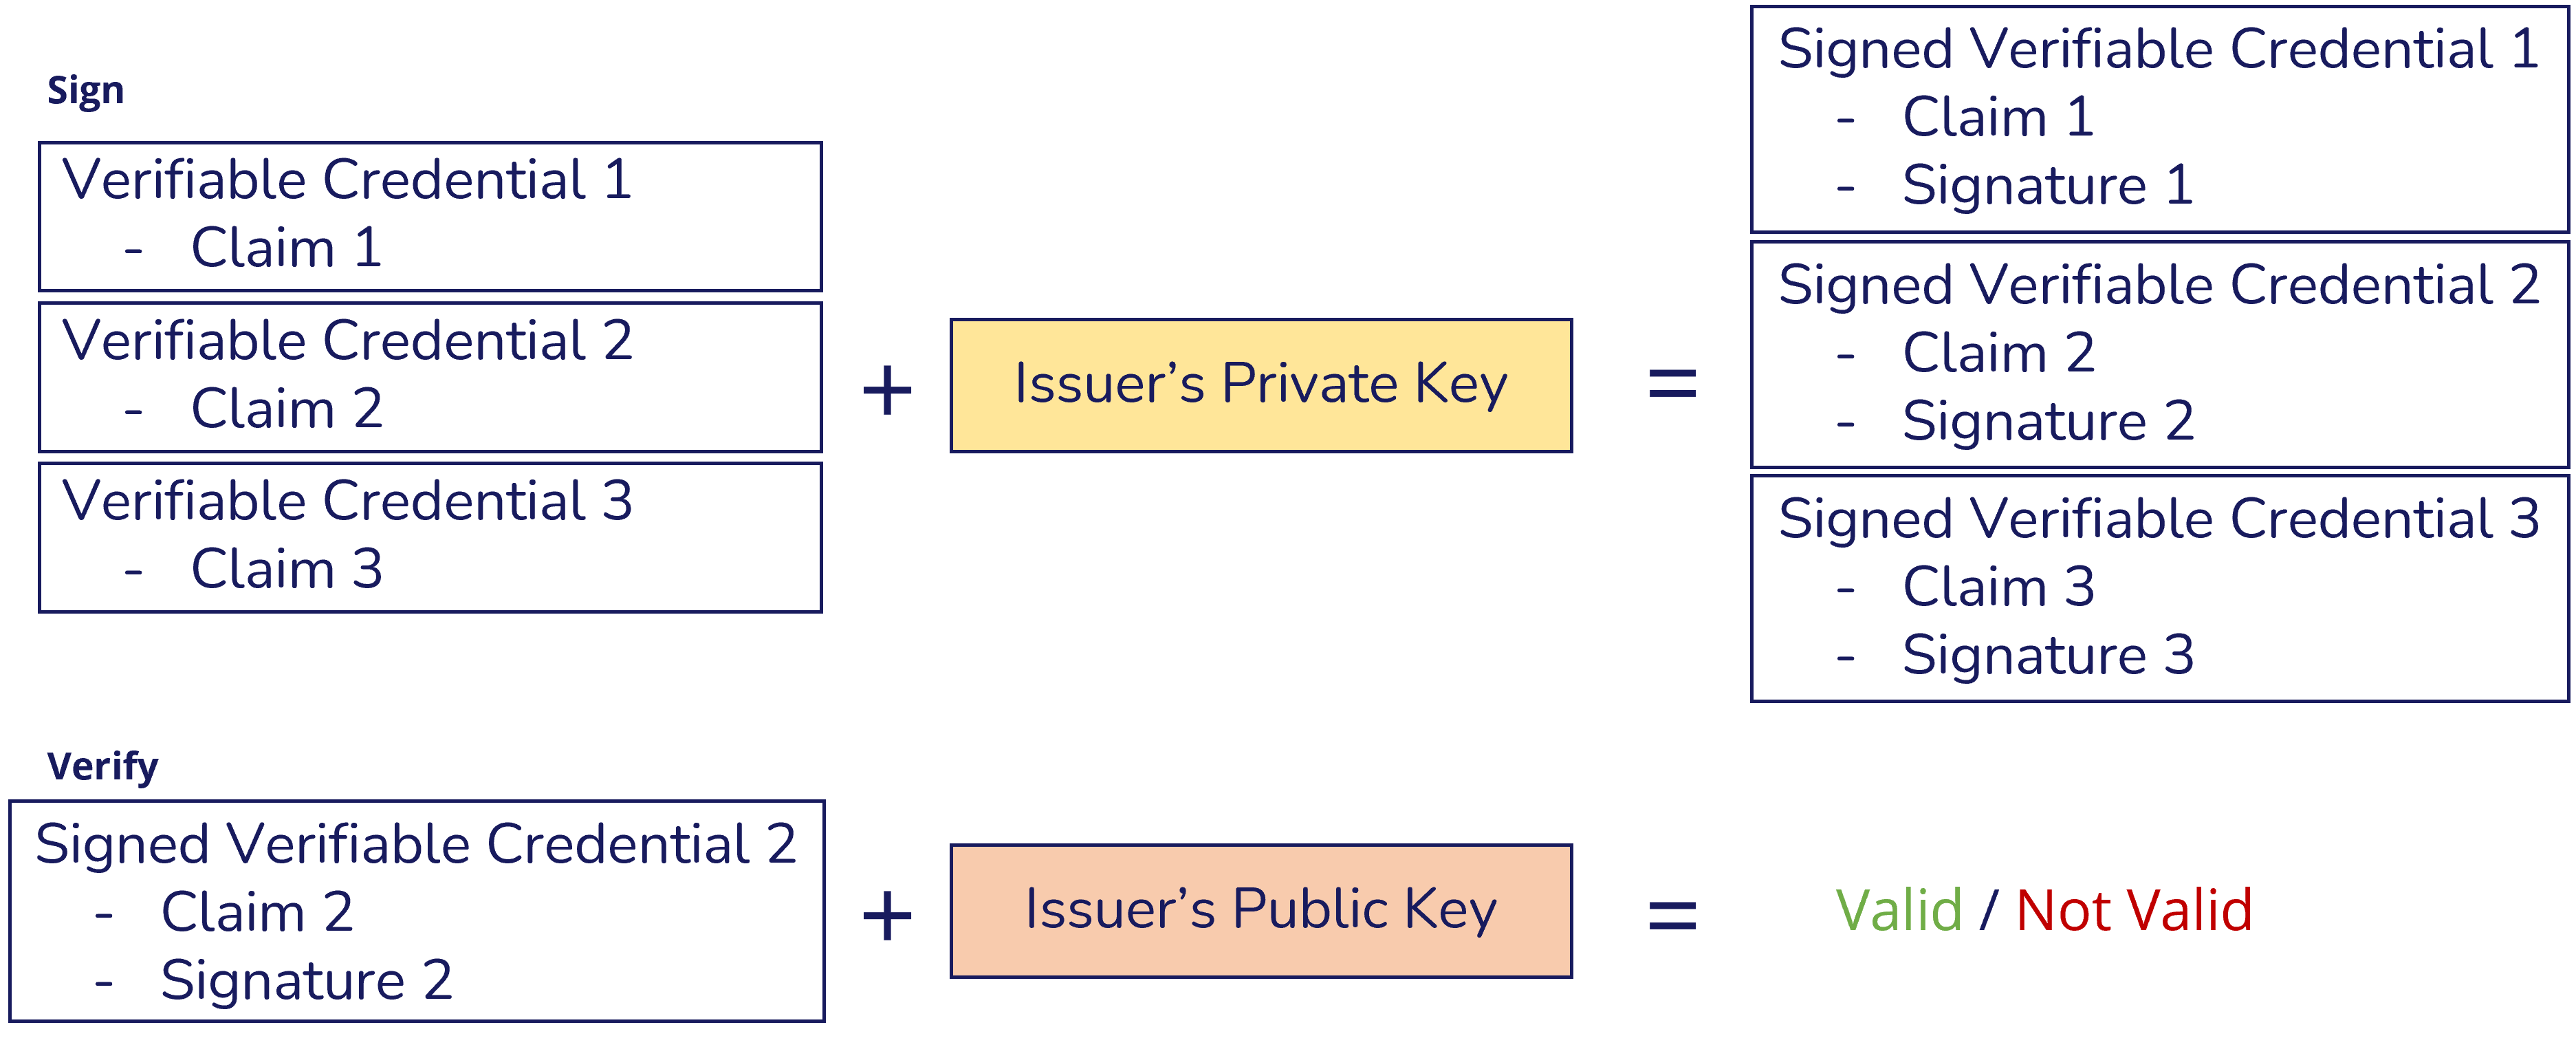 Sign
Verifiable Credential 1
- Claim 1
Verifiable Credential 2
- Claim 2
Verifiable Credential 3
- Claim 3
+
Issuer’s Private Key
=
Signed Verifiable Credential 1
- Claim 1
- Signature 1
Signed Verifiable Credential 2
- Claim 2
- Signature 2
Signed Verifiable Credential 3
- Claim 3
- Signature 3
Verify
Signed Verifiable Credential 2
- Claim 2
- Signature 2
+
Issuer’s Public Key
=
Valid / Not Valid